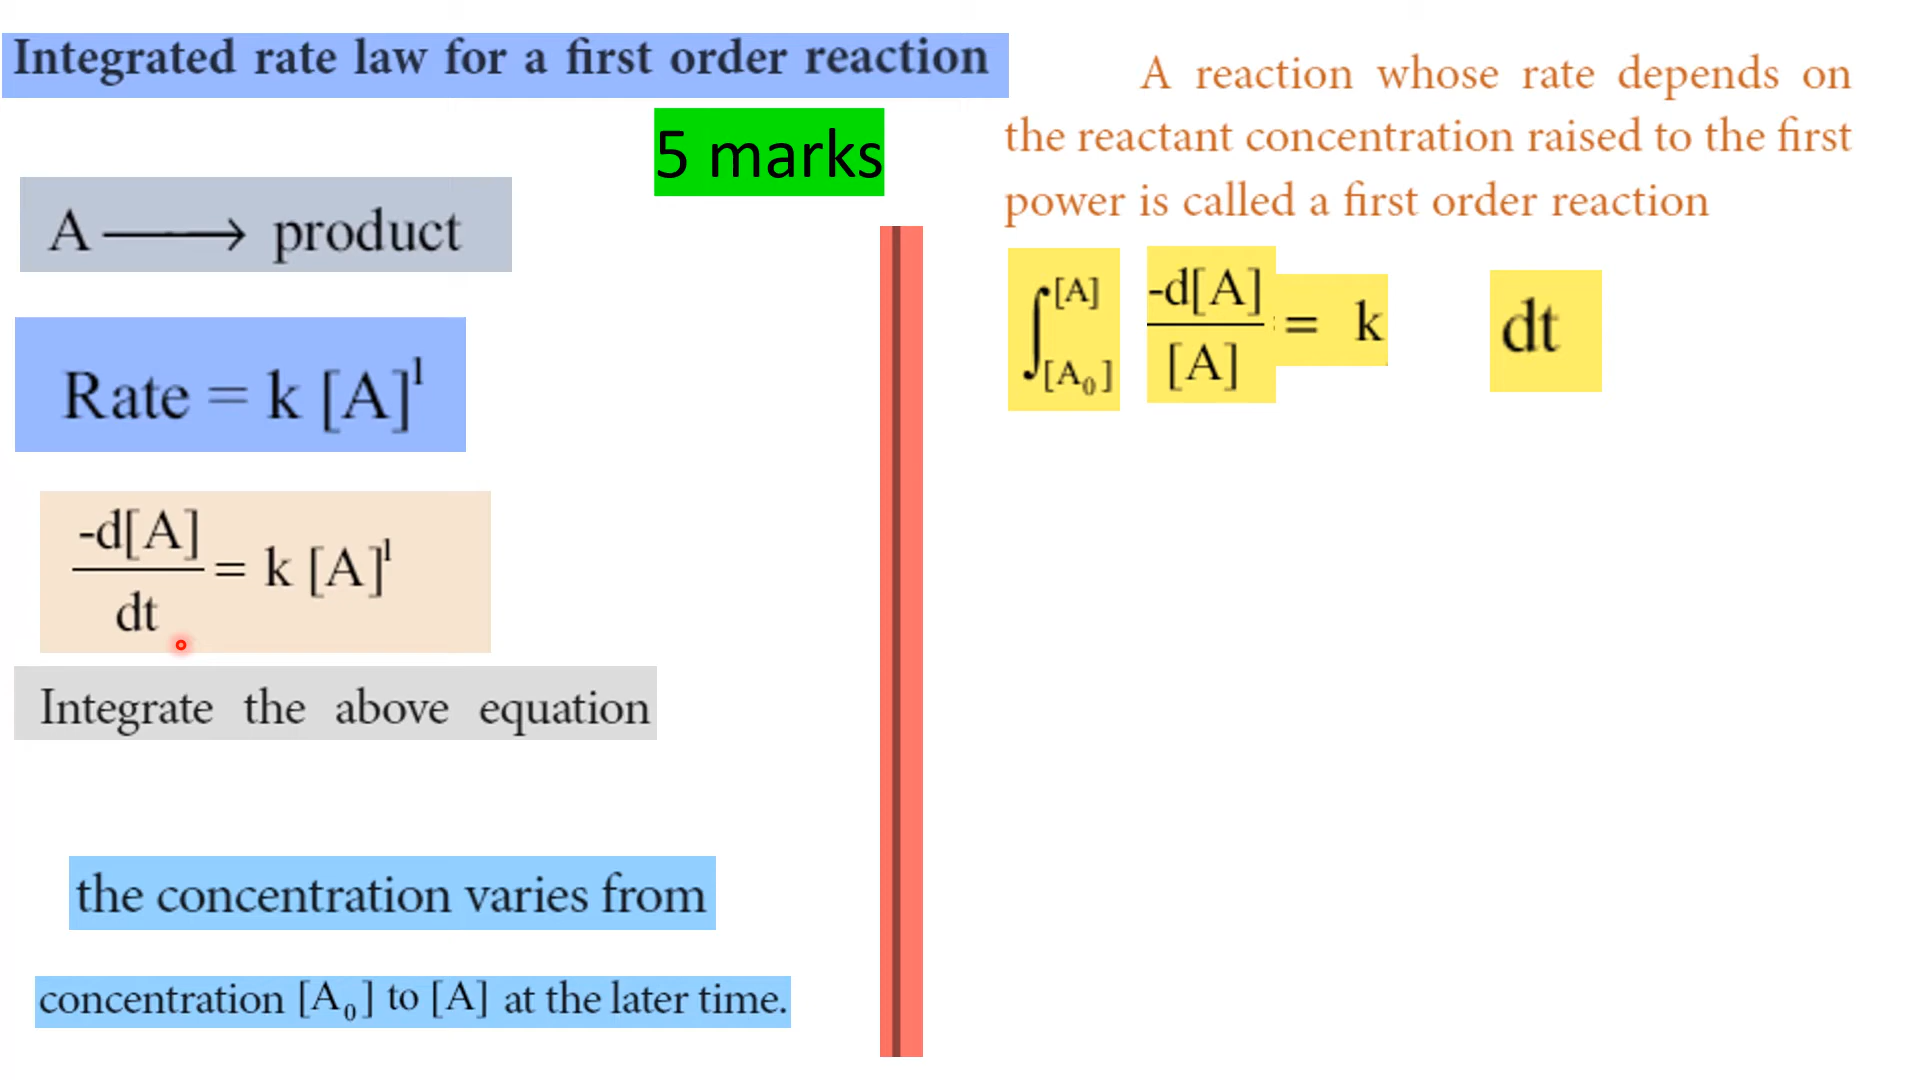 Integrated rate law for a first order reaction
5 marks
A ⟶ product
Rate = k [A]¹
-d[A]
dt
= k [A]¹
Integrate the above equation
the concentration varies from
concentration [A₀] to [A] at the later time.
A reaction whose rate depends on
the reactant concentration raised to the first
power is called a first order reaction
∫
[A]
[A₀]
-d[A]
[A]
= k
dt